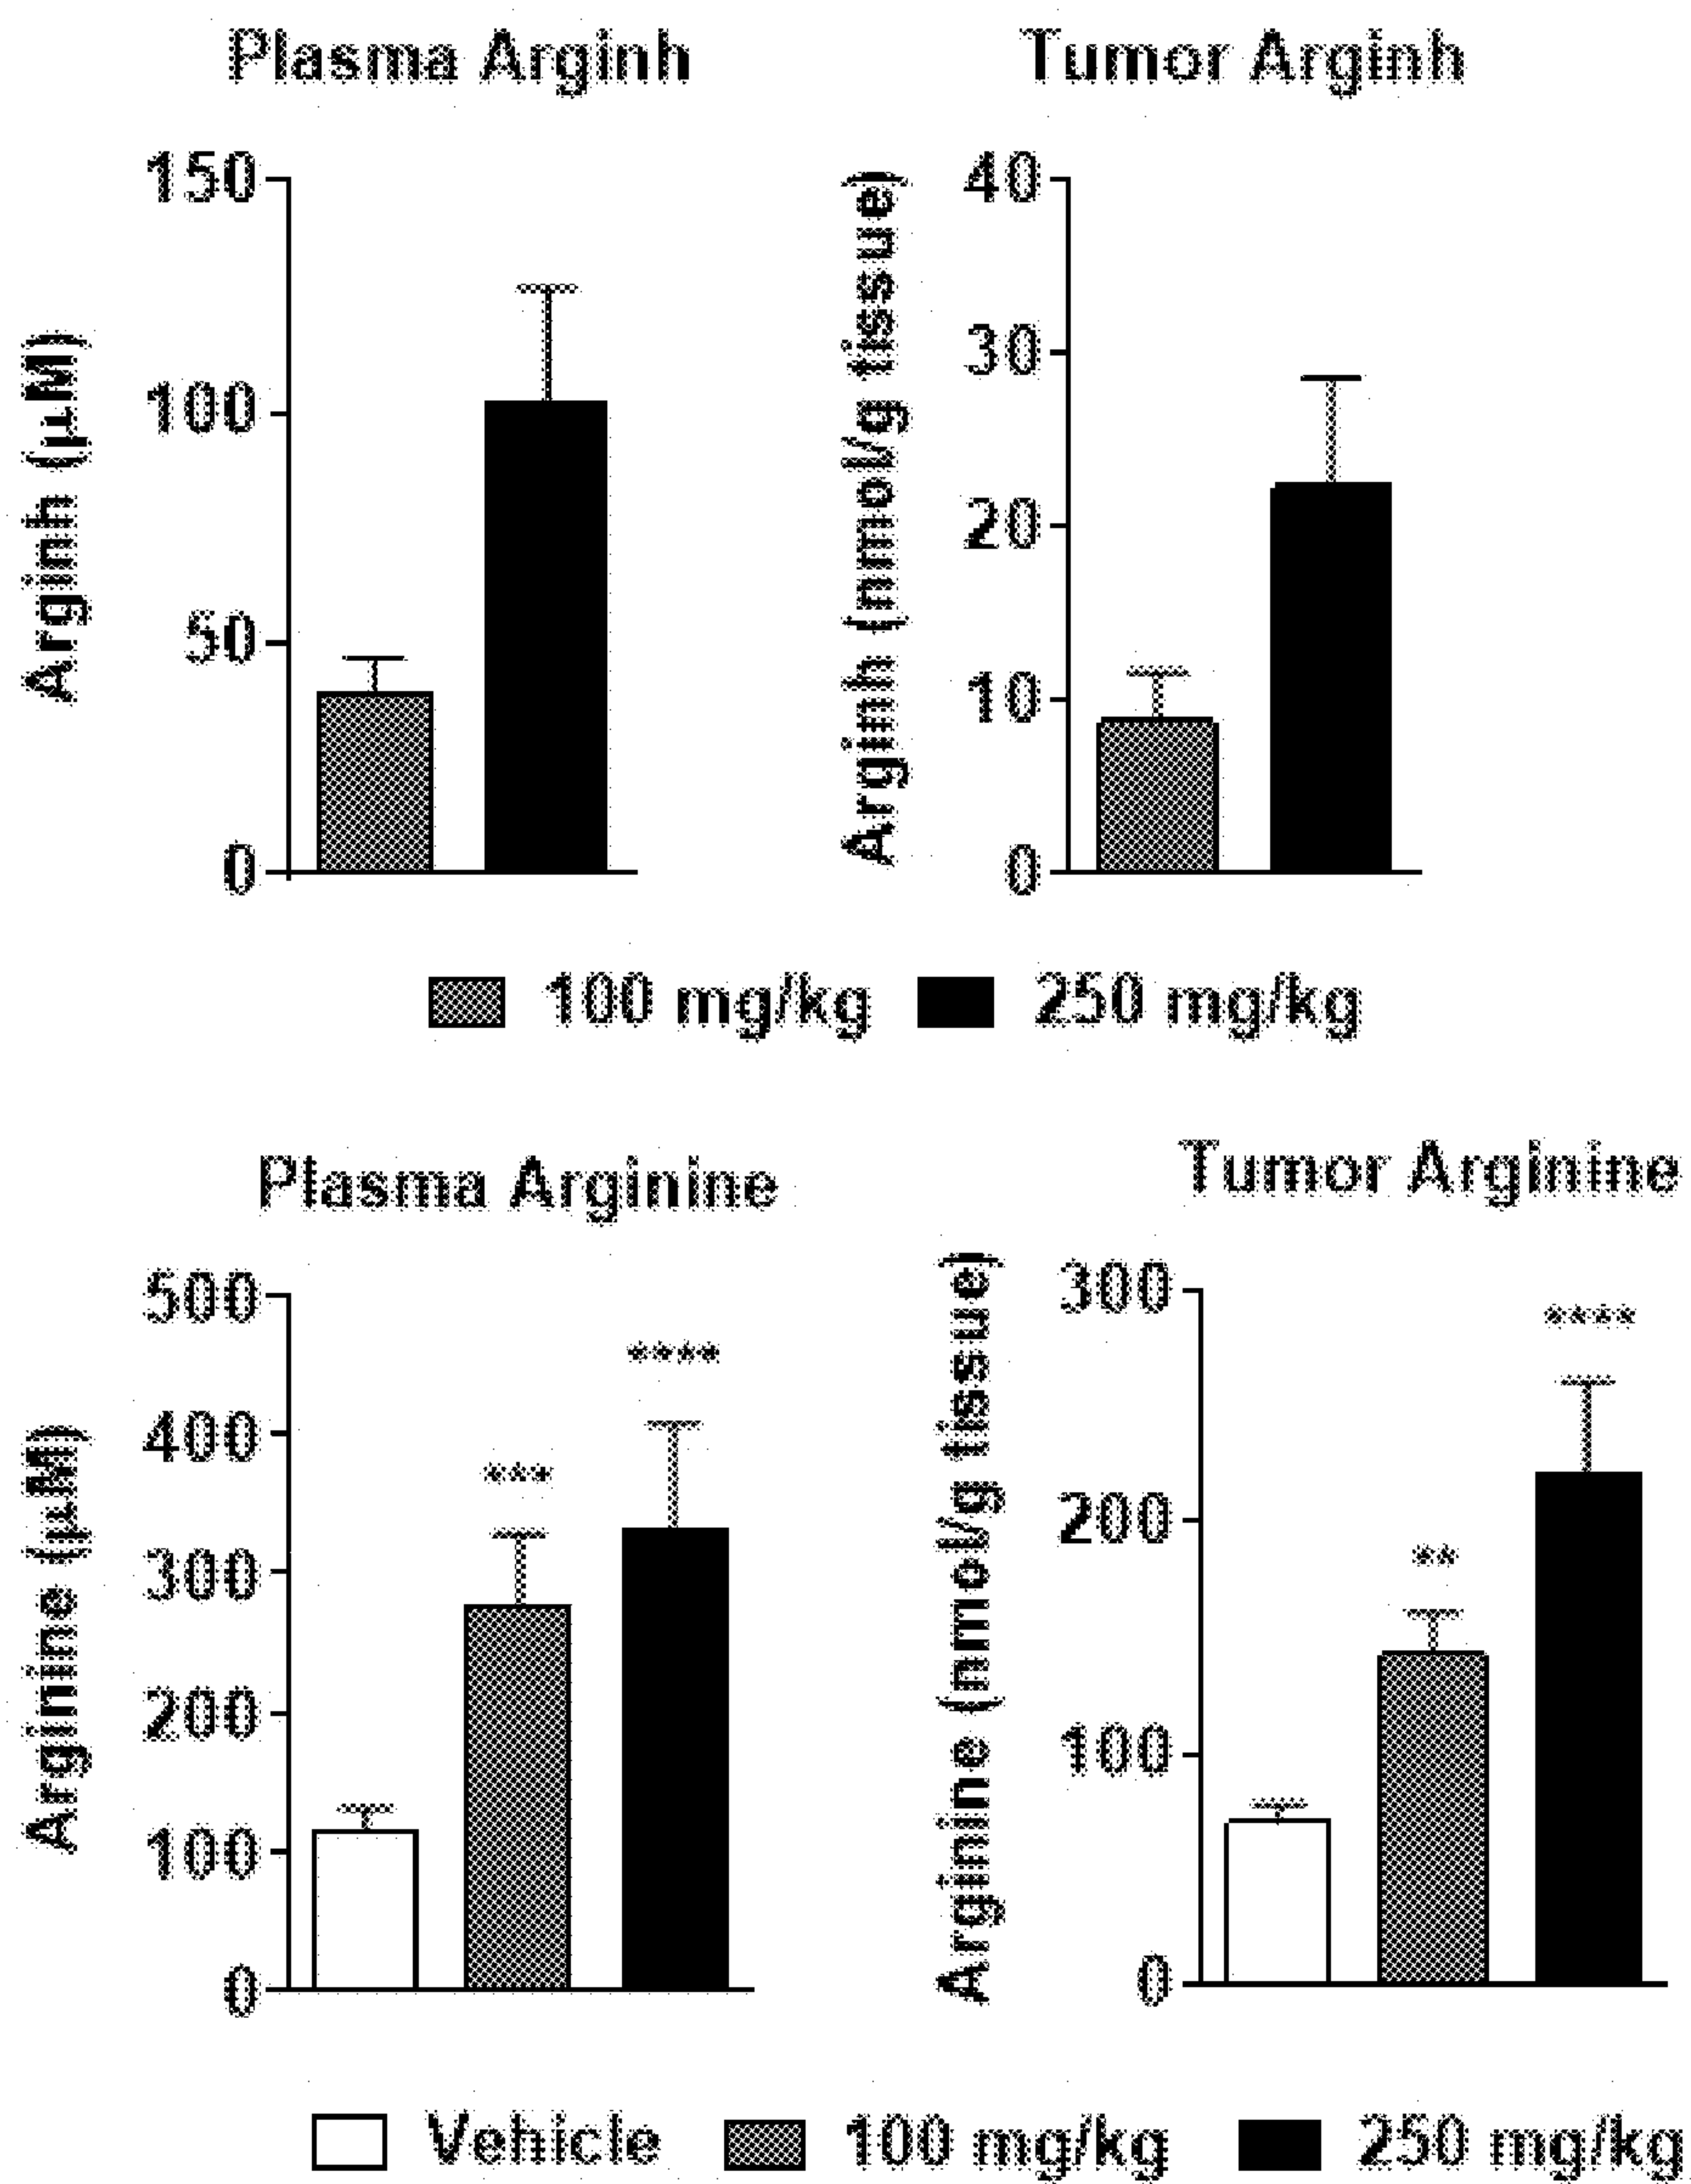 Plasma Arginh
Tumor Arginh
Arginh (µM)
150
100
50
0
Arginh (nmol/g tissue)
40
30
20
10
0
100 mg/kg 250 mg/kg
Plasma Arginine
Tumor Arginine
Arginine (µM)
500
400
300
200
100
0
***
****
Arginine (nmol/g tissue)
300
200
100
0
**
****
Vehicle 100 mg/kg 250 mg/kg